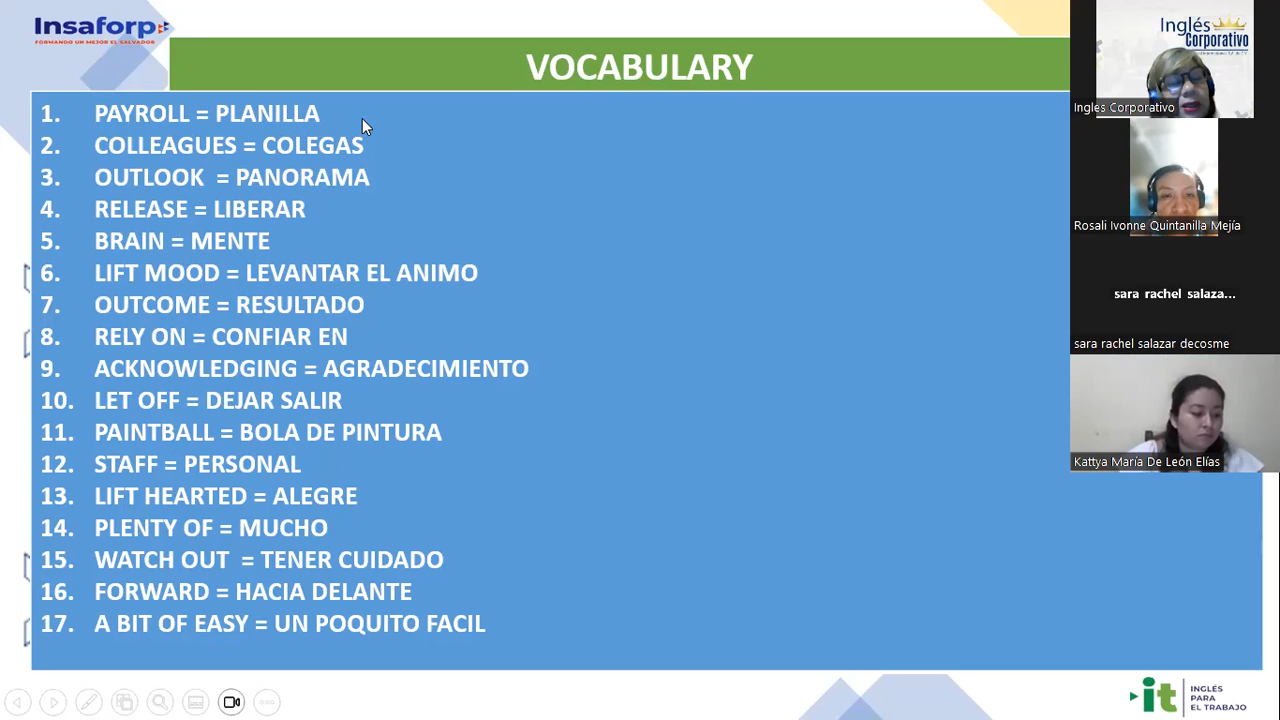 Insaforp
FORMANDO UN MEJOR EL SALVADOR
VOCABULARY
1. PAYROLL = PLANILLA
2. COLLEAGUES = COLEGAS
3. OUTLOOK = PANORAMA
4. RELEASE = LIBERAR
5. BRAIN = MENTE
6. LIFT MOOD = LEVANTAR EL ANIMO
7. OUTCOME = RESULTADO
8. RELY ON = CONFIAR EN
9. ACKNOWLEDGING = AGRADECIMIENTO
10. LET OFF = DEJAR SALIR
11. PAINTBALL = BOLA DE PINTURA
12. STAFF = PERSONAL
13. LIFT HEARTED = ALEGRE
14. PLENTY OF = MUCHO
15. WATCH OUT = TENER CUIDADO
16. FORWARD = HACIA DELANTE
17. A BIT OF EASY = UN POQUITO FACIL
Inglés
Corporativo
Ingles Corporativo
Rosali Ivonne Quintanilla Mejía
sara rachel salaza...
sara rachel salazar decosme
Kattya María De León Elías
it
INGLÉS
PARA
EL TRABAJO